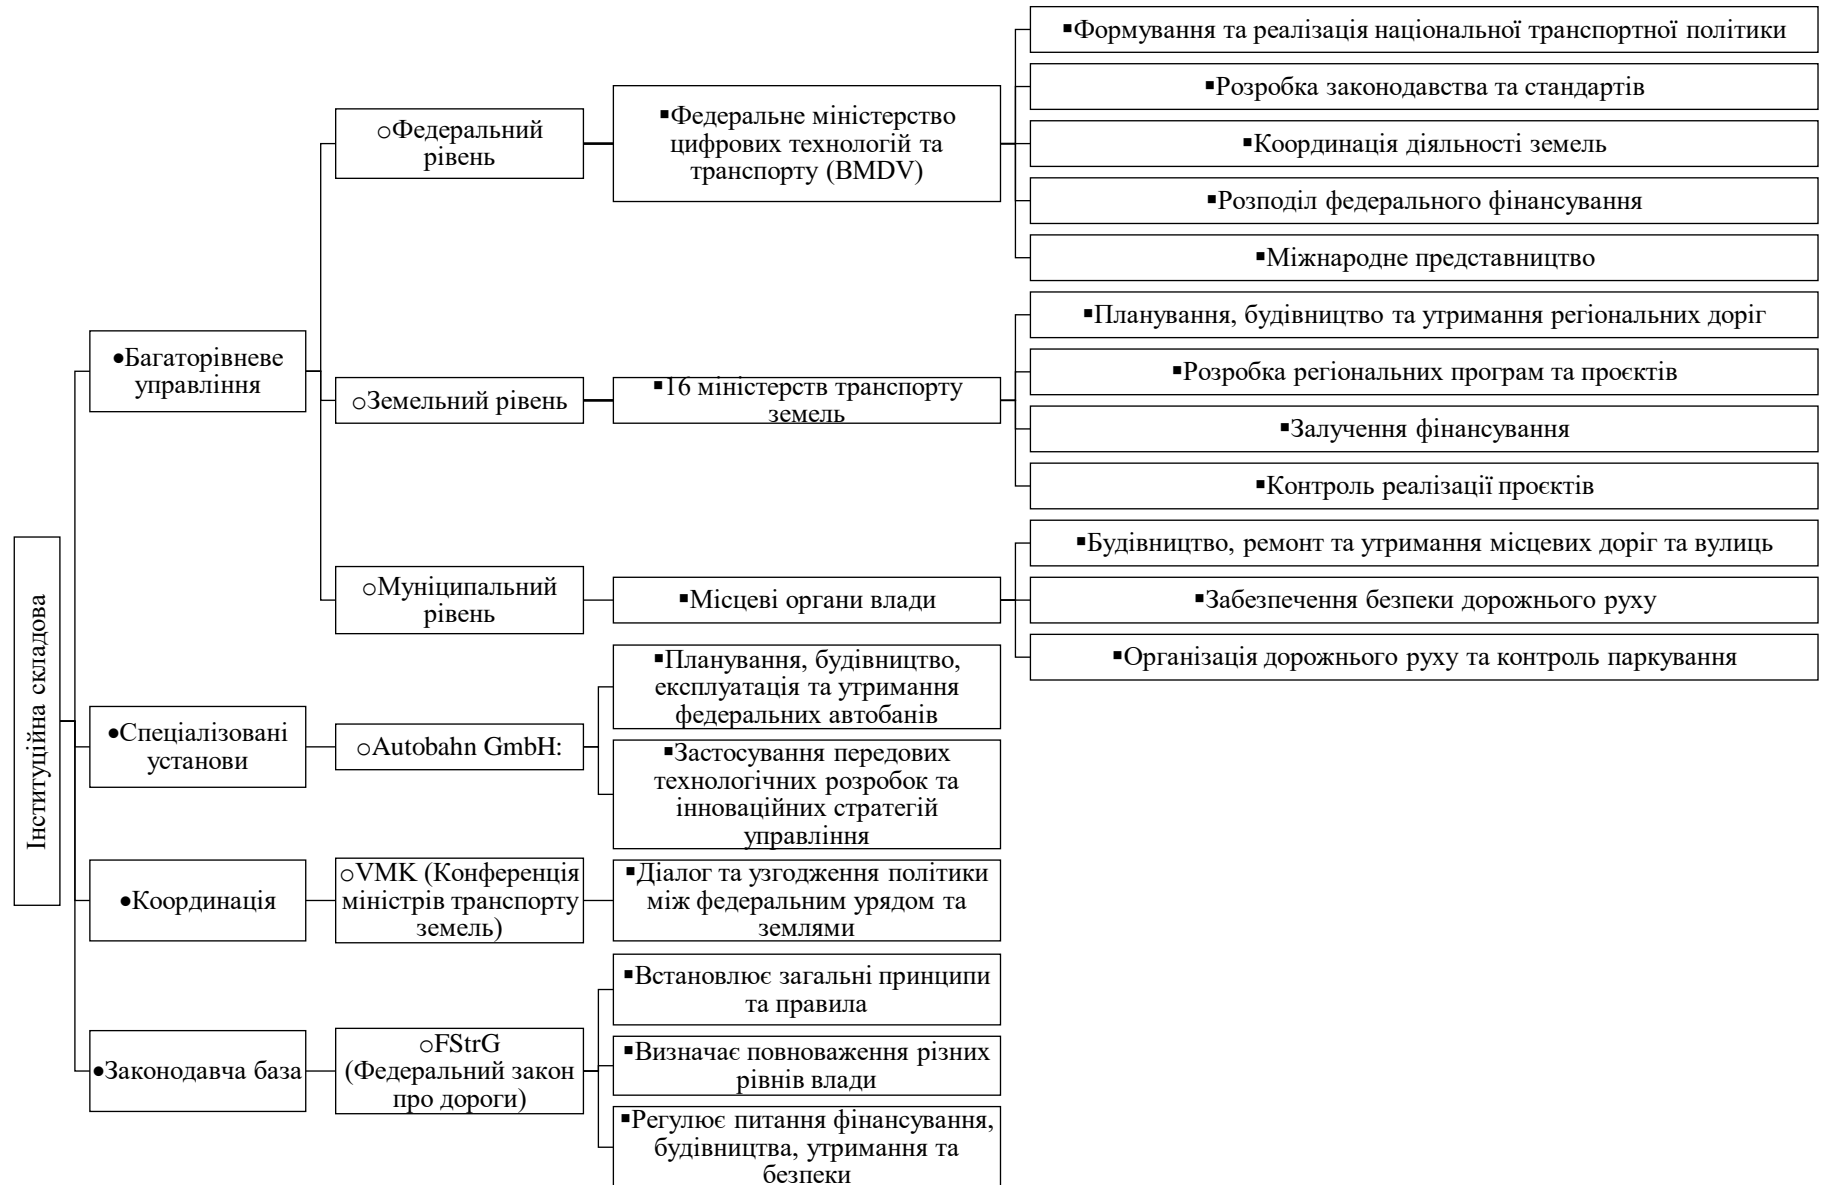 Інституційна складова
●Багаторівневе
управління
○Федеральний
рівень
▪Федеральне міністерство
цифрових технологій та
транспорту (BMDV)
▪Формування та реалізація національної транспортної політики
▪Розробка законодавства та стандартів
▪Координація діяльності земель
▪Розподіл федерального фінансування
▪Міжнародне представництво
○Земельний рівень
▪16 міністерств транспорту
земель
▪Планування, будівництво та утримання регіональних доріг
▪Розробка регіональних програм та проєктів
▪Залучення фінансування
▪Контроль реалізації проєктів
○Муніципальний
рівень
▪Місцеві органи влади
▪Будівництво, ремонт та утримання місцевих доріг та вулиць
▪Забезпечення безпеки дорожнього руху
▪Організація дорожнього руху та контроль паркування
●Спеціалізовані
установи
○Autobahn GmbH:
▪Планування, будівництво,
експлуатація та утримання
федеральних автобанів
▪Застосування передових
технологічних розробок та
інноваційних стратегій
управління
●Координація
○VMK (Конференція
міністрів транспорту
земель)
▪Діалог та узгодження політики
між федеральним урядом та
землями
●Законодавча база
○FStrG
(Федеральний закон
про дороги)
▪Встановлює загальні принципи
та правила
▪Визначає повноваження різних
рівнів влади
▪Регулює питання фінансування,
будівництва, утримання та
безпеки